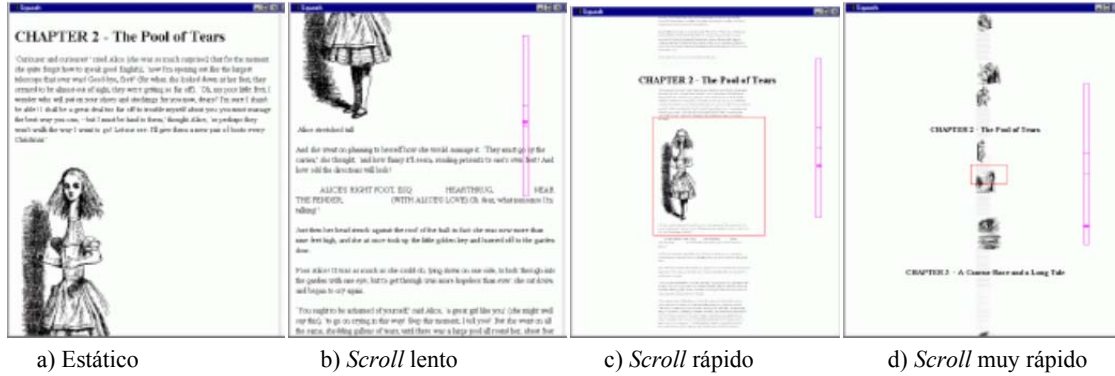 Squash
Squash
Squash
Squash
CHAPTER 2 - The Pool of Tears
'Curiouser and curiouser!' cried Alice (she was so much surprised, that for the moment
she quite forgot how to speak good English); 'now I'm opening out like the largest
telescope that ever was! Good-bye, feet!' (for when she looked down at her feet, they
seemed to be almost out of sight, they were getting so far off). 'Oh, my poor little feet, I
wonder who will put on your shoes and stockings for you now, dears? I'm sure I shan't
be able! I shall be a great deal too far off to trouble myself about you: you must manage
the best way you can; --but I must be kind to them,' thought Alice, 'or perhaps they
won't walk the way I want to go! Let me see: I'll give them a new pair of boots every
Christmas.'
Alice stretched tall
And she went on planning to herself how she would manage it. 'They must go by the
carrier,' she thought; 'and how funny it'll seem, sending presents to one's own feet! And
how odd the directions will look!
ALICE'S RIGHT FOOT, ESQ. HEARTHRUG, NEAR
THE FENDER, (WITH ALICE'S LOVE). Oh dear, what nonsense I'm
talking!'
Just then her head struck against the roof of the hall: in fact she was now more than
nine feet high, and she at once took up the little golden key and hurried off to the garden
door.
Poor Alice! It was as much as she could do, lying down on one side, to look through into
the garden with one eye; but to get through was more hopeless than ever: she sat down
and began to cry again.
'You ought to be ashamed of yourself,' said Alice, 'a great girl like you,' (she might well
say this), 'to go on crying in this way! Stop this moment, I tell you!' But she went on all
the same, shedding gallons of tears, until there was a large pool all round her, about four
CHAPTER 2 - The Pool of Tears
CHAPTER 2 - The Pool of Tears
CHAPTER 3 - A Caucus-Race and a Long Tale
a) Estático
b) Scroll lento
c) Scroll rápido
d) Scroll muy rápido